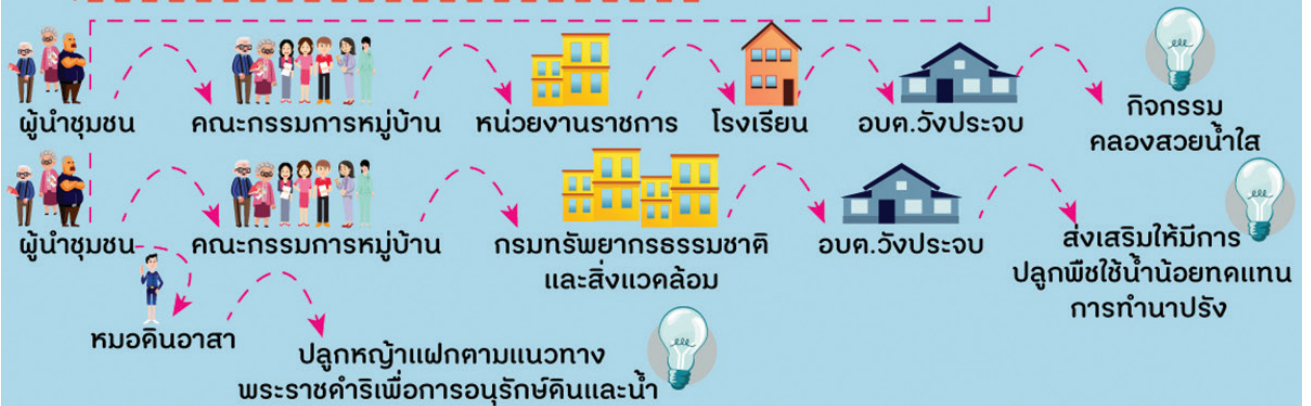 ผู้นำชุมชน
คณะกรรมการหมู่บ้าน
หน่วยงานราชการ
โรงเรียน
อบต.วังประจบ
กิจกรรม
คลองสวยน้ำใส
ผู้นำชุมชน
คณะกรรมการหมู่บ้าน
กรมทรัพยากรธรรมชาติ
และสิ่งแวดล้อม
อบต.วังประจบ
ส่งเสริมให้มีการ
ปลูกพืชใช้น้ำน้อยทดแทน
การทำนาปรัง
หมอดินอาสา
ปลูกหญ้าแฝกตามแนวทาง
พระราชดำริเพื่อการอนุรักษ์ดินและน้ำ